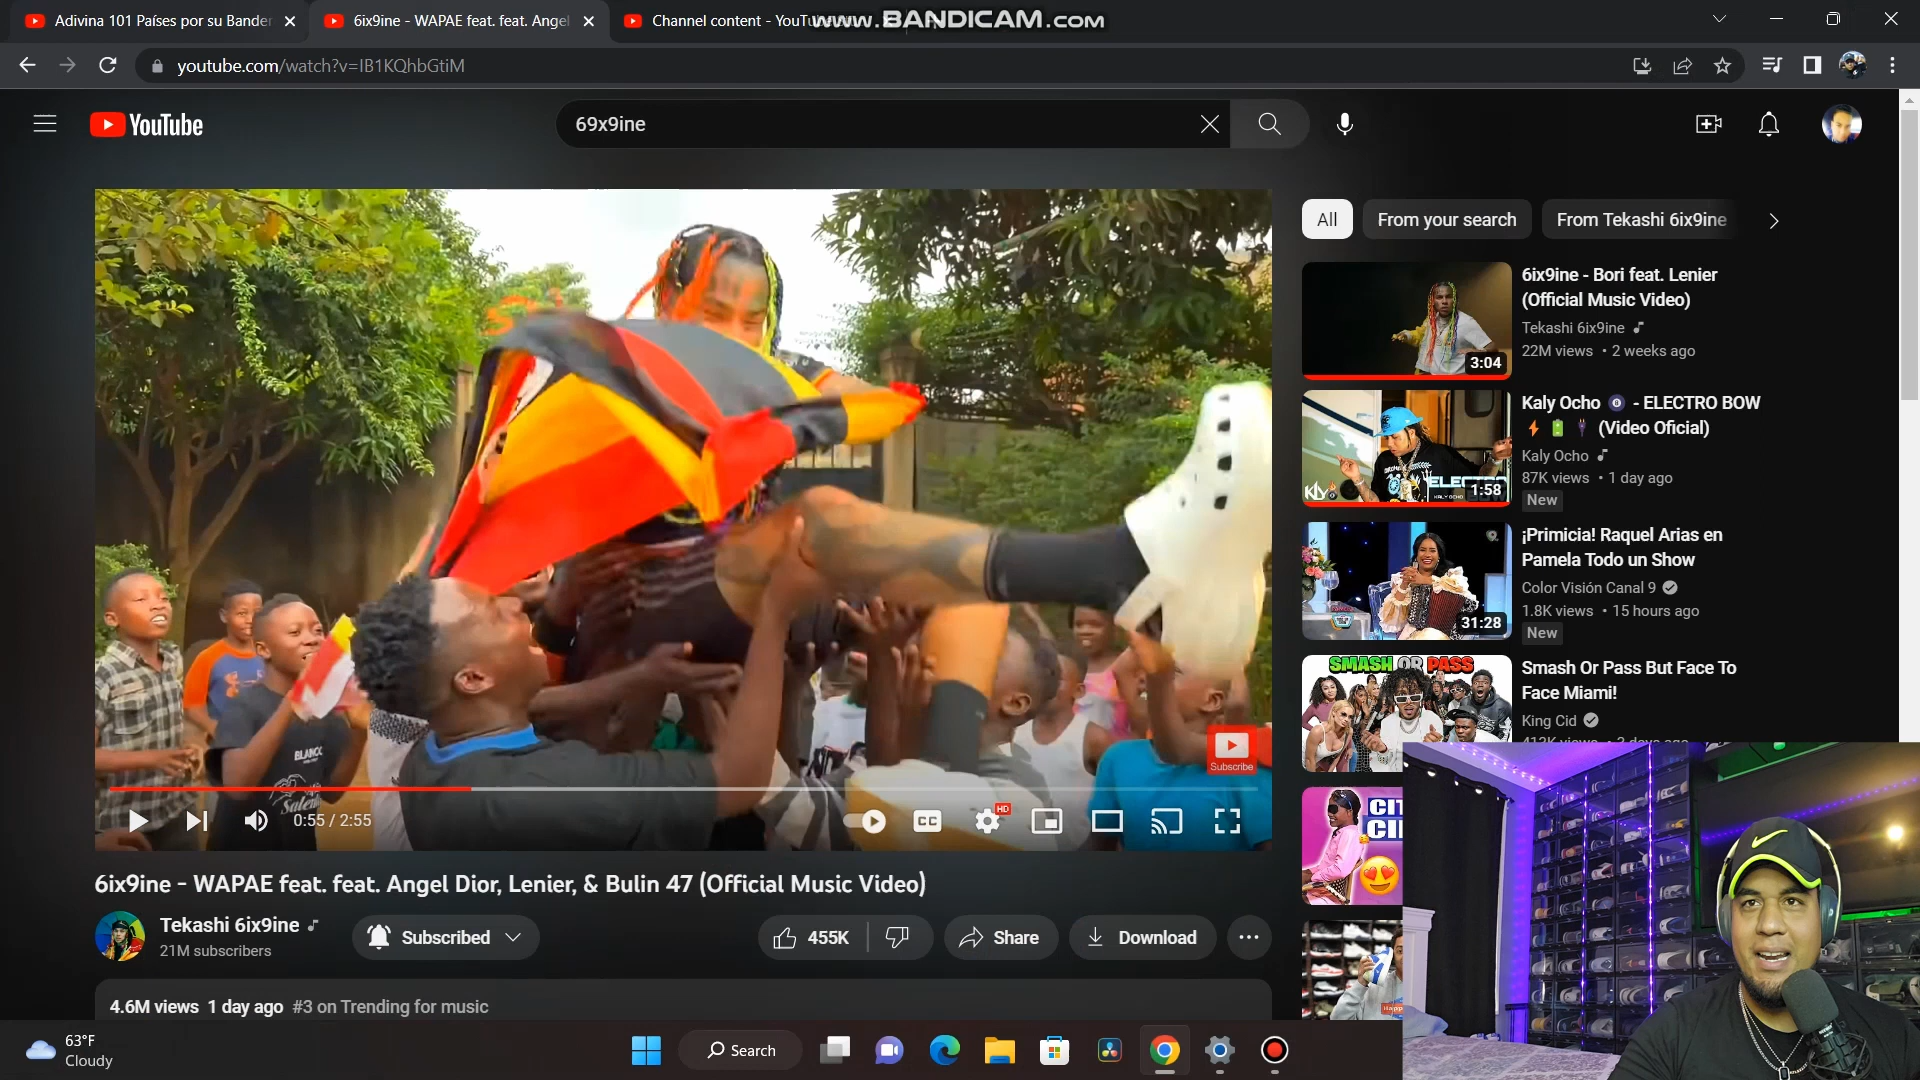 Adivina 101 Países por su Bander
6ix9ine - WAPAE feat. feat. Angel
Channel content - YouTu
www.BANDICAM.com
youtube.com/watch?v=IB1KQhbGtiM
YouTube
69x9ine
All
From your search
From Tekashi 6ix9ine
6ix9ine - Bori feat. Lenier
(Official Music Video)
Tekashi 6ix9ine
22M views • 2 weeks ago
3:04
Kaly Ocho - ELECTRO BOW
(Video Oficial)
Kaly Ocho
87K views • 1 day ago
New
KLY
ELECTRO
1:58
¡Primicia! Raquel Arias en
Pamela Todo un Show
Color Visión Canal 9
1.8K views • 15 hours ago
New
31:28
SMASH OR PASS
Smash Or Pass But Face To
Face Miami!
King Cid
BLANCO
Subscribe
0:55 / 2:55
CC
HD
6ix9ine - WAPAE feat. feat. Angel Dior, Lenier, & Bulin 47 (Official Music Video)
Tekashi 6ix9ine
21M subscribers
Subscribed
455K
Share
Download
4.6M views 1 day ago #3 on Trending for music
63°F
Cloudy
Search